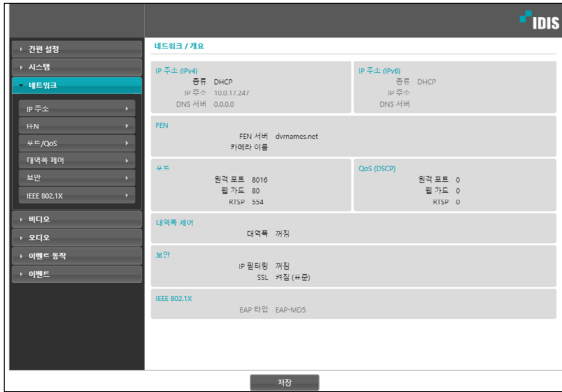 IDIS
간편 설정
시스템
네트워크
IP 주소
FEN
포트/QoS
대역폭 제어
보안
IEEE 802.1X
비디오
오디오
이벤트 동작
이벤트
네트워크 / 개요
IP 주소 (IPv4)
종류 DHCP
IP 주소 10.0.17.247
DNS 서버 0.0.0.0
IP 주소 (IPv6)
종류 DHCP
IP 주소
DNS 서버
FEN
FEN 서버 dvrnames.net
카메라 이름
포트
원격 포트 8016
웹 가드 80
RTSP 554
QoS (DSCP)
원격 포트 0
웹 가드 0
RTSP 0
대역폭 제어
대역폭 꺼짐
보안
IP 필터링 꺼짐
SSL 켜짐 (표준)
IEEE 802.1X
EAP 타입 EAP-MD5
저장